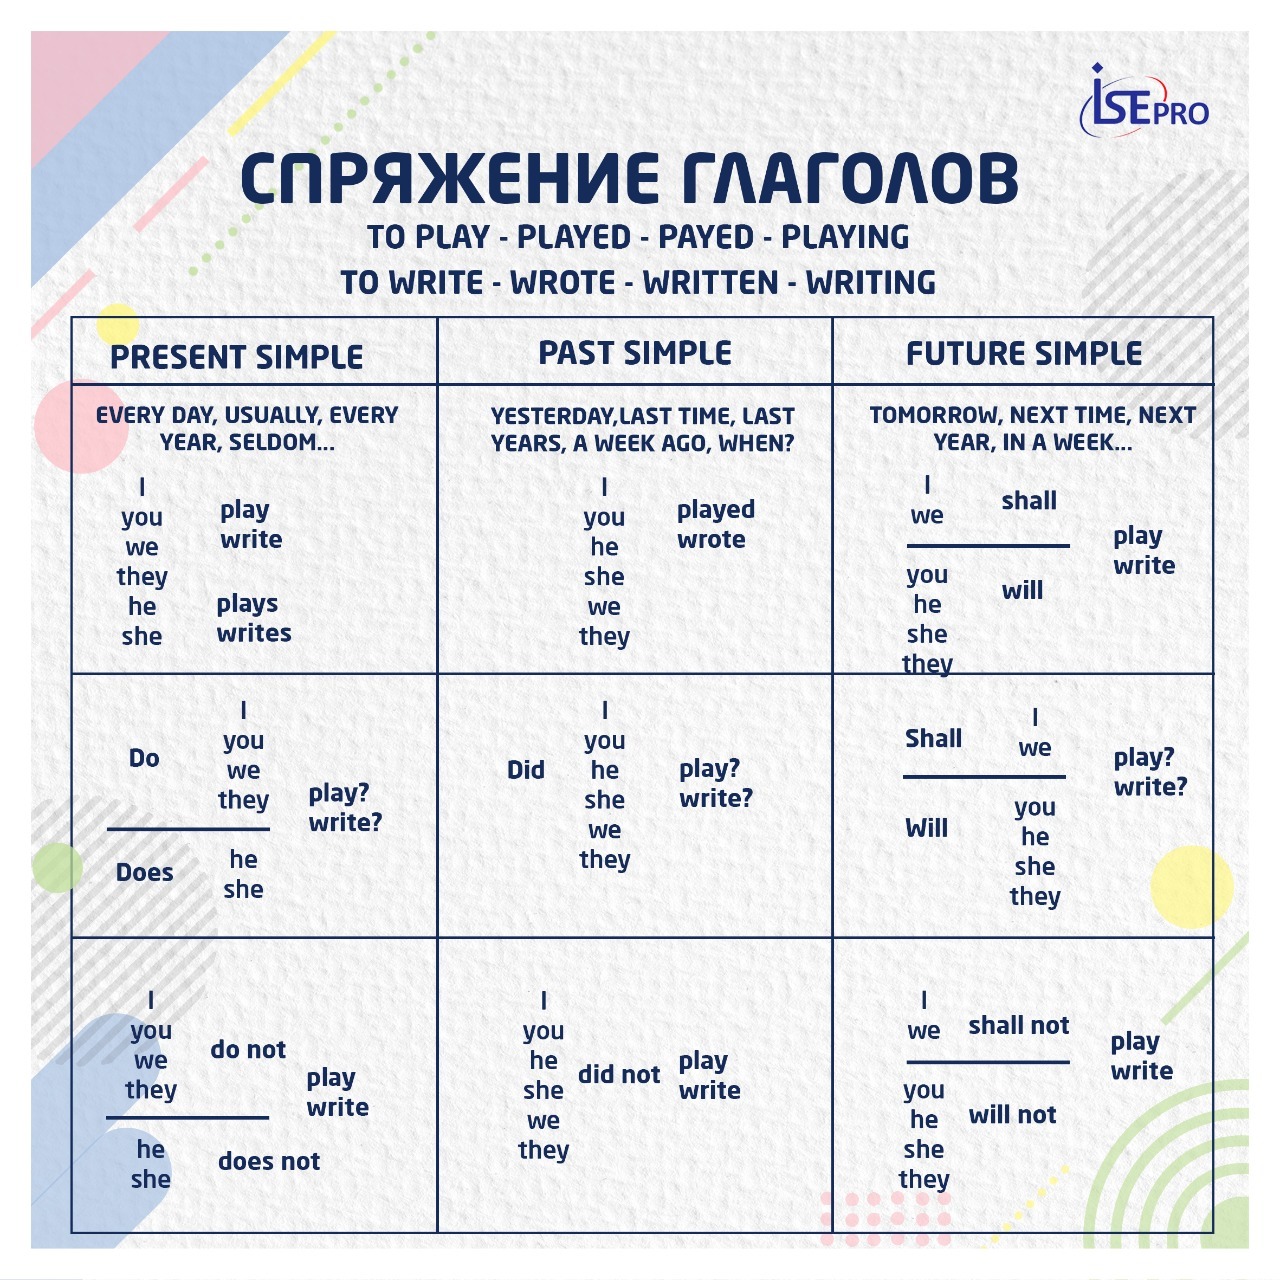 iSEPRO
СПРЯЖЕНИЕ ГЛАГОЛОВ
TO PLAY - PLAYED - PAYED - PLAYING
TO WRITE - WROTE - WRITTEN - WRITING
PRESENT SIMPLE
EVERY DAY, USUALLY, EVERY
YEAR, SELDOM...
I
you
we
they
he
she
play
write
plays
writes
PAST SIMPLE
YESTERDAY,LAST TIME, LAST
YEARS, A WEEK AGO, WHEN?
I
you
he
she
we
they
played
wrote
FUTURE SIMPLE
TOMORROW, NEXT TIME, NEXT
YEAR, IN A WEEK...
I
we
shall
you
he
she
they
will
play
write
Do
I
you
we
they
Does
he
she
play?
write?
Did
I
you
he
she
we
they
play?
write?
Shall
I
we
Will
you
he
she
they
play?
write?
I
you
we
they
do not
he
she
does not
play
write
I
you
he
she
we
they
did not
play
write
I
we
shall not
you
he
she
they
will not
play
write